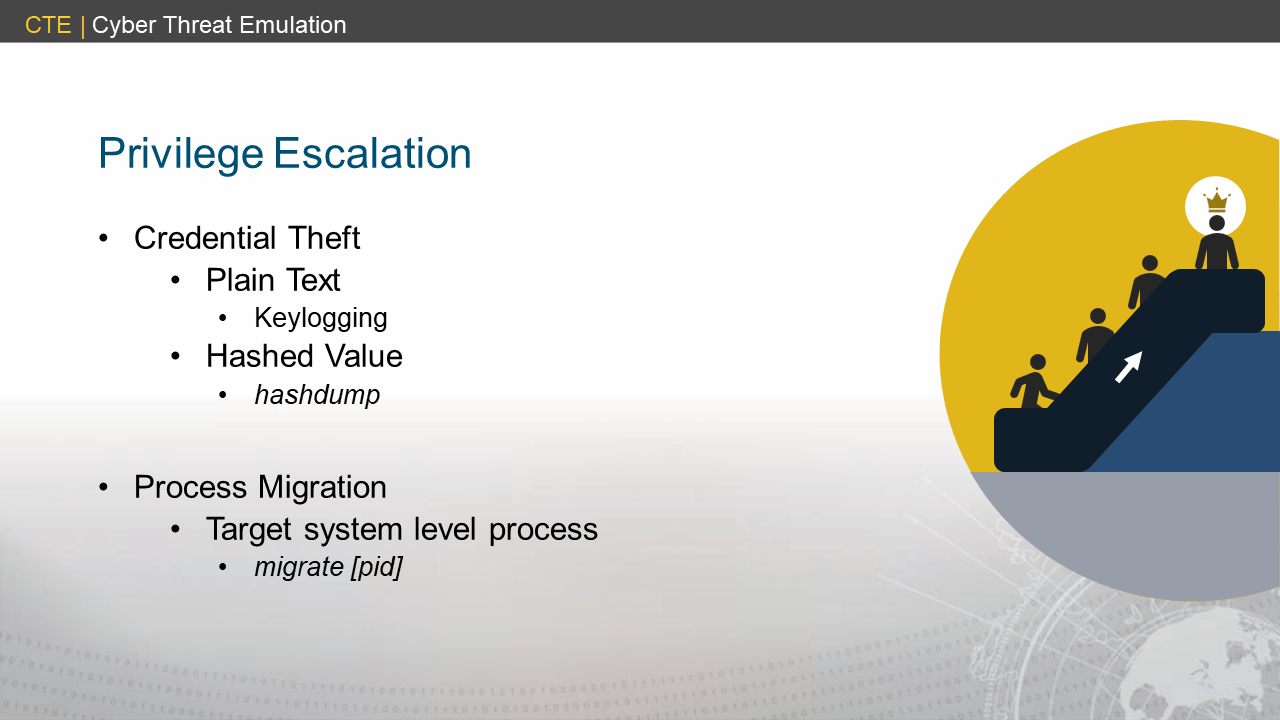 CTE | Cyber Threat Emulation
Privilege Escalation
• Credential Theft
• Plain Text
• Keylogging
• Hashed Value
• hashdump
• Process Migration
• Target system level process
• migrate [pid]